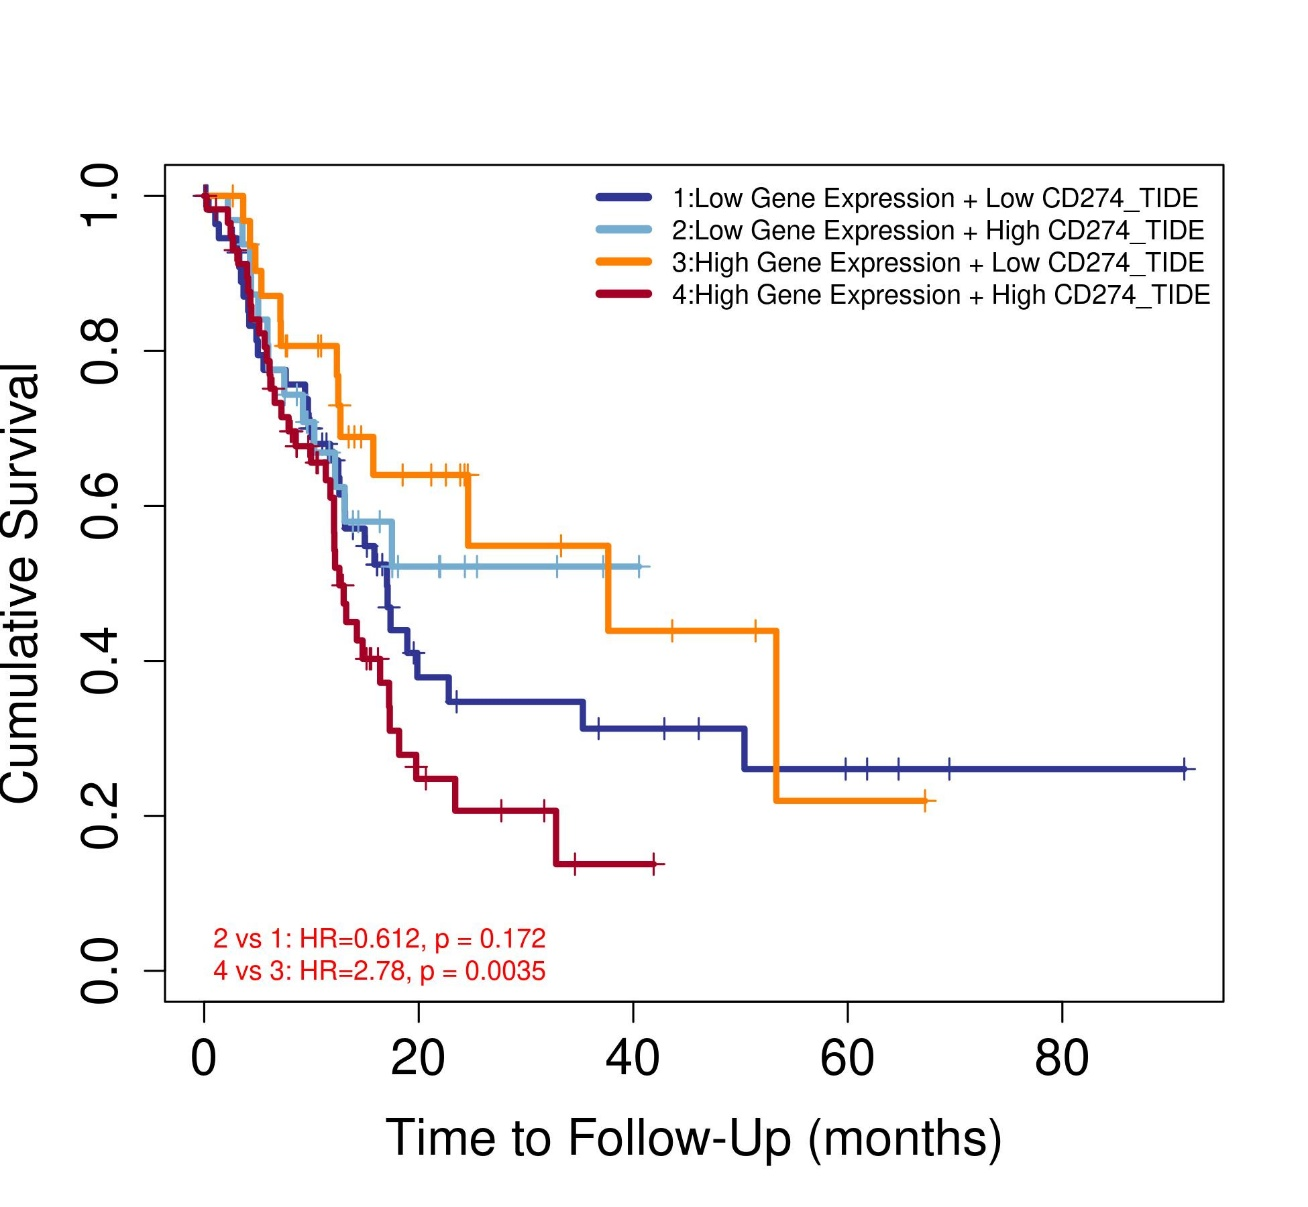 1:Low Gene Expression + Low CD274_TIDE
2:Low Gene Expression + High CD274_TIDE
3:High Gene Expression + Low CD274_TIDE
4:High Gene Expression + High CD274_TIDE
Cumulative Survival
1.0
0.8
0.6
0.4
0.2
0.0
2 vs 1: HR=0.612, p = 0.172
4 vs 3: HR=2.78, p = 0.0035
0 20 40 60 80
Time to Follow-Up (months)